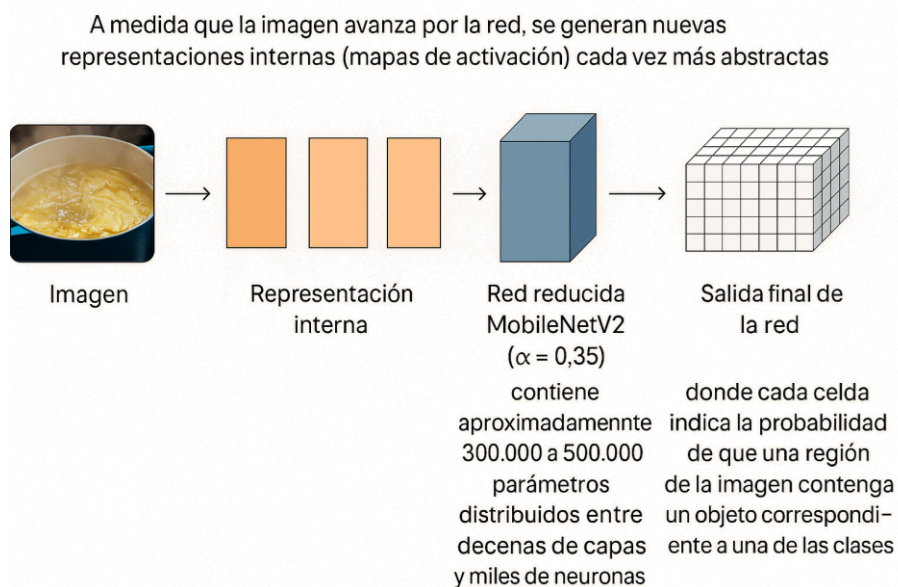 A medida que la imagen avanza por la red, se generan nuevas
representaciones internas (mapas de activación) cada vez más abstractas
Imagen
Representación
interna
Red reducida
MobileNetV2
(α = 0,35)
contiene
aproximadamennte
300.000 a 500.000
parámetros
distribuidos entre
decenas de capas
y miles de neuronas
Salida final de
la red
donde cada celda
indica la probabilidad
de que una región
de la imagen contenga
un objeto correspondi–
ente a una de las clases